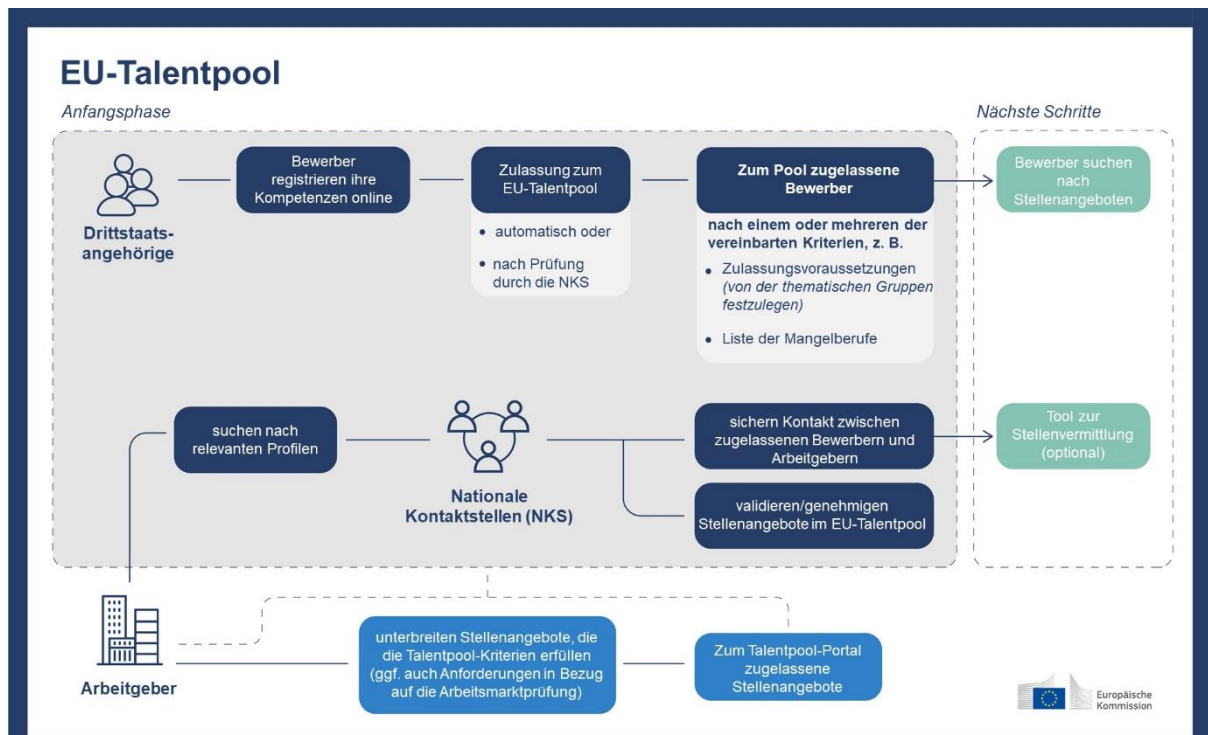 EU-Talentpool
Anfangsphase
Nächste Schritte
Drittstaats-
angehörige
Bewerber
registrieren ihre
Kompetenzen online
Zulassung zum
EU-Talentpool
• automatisch oder
• nach Prüfung
durch die NKS
Zum Pool zugelassene
Bewerber
nach einem oder mehreren der
vereinbarten Kriterien, z. B.
• Zulassungsvoraussetzungen
(von der thematischen Gruppen
festzulegen)
• Liste der Mangelberufe
Bewerber suchen
nach
Stellenangeboten
suchen nach
relevanten Profilen
Nationale
Kontaktstellen (NKS)
sichern Kontakt zwischen
zugelassenen Bewerbern und
Arbeitgebern
validieren/genehmigen
Stellenangebote im EU-Talentpool
Tool zur
Stellenvermittlung
(optional)
Arbeitgeber
unterbreiten Stellenangebote, die
die Talentpool-Kriterien erfüllen
(ggf. auch Anforderungen in Bezug
auf die Arbeitsmarktprüfung)
Zum Talentpool-Portal
zugelassene
Stellenangebote
Europäische
Kommission